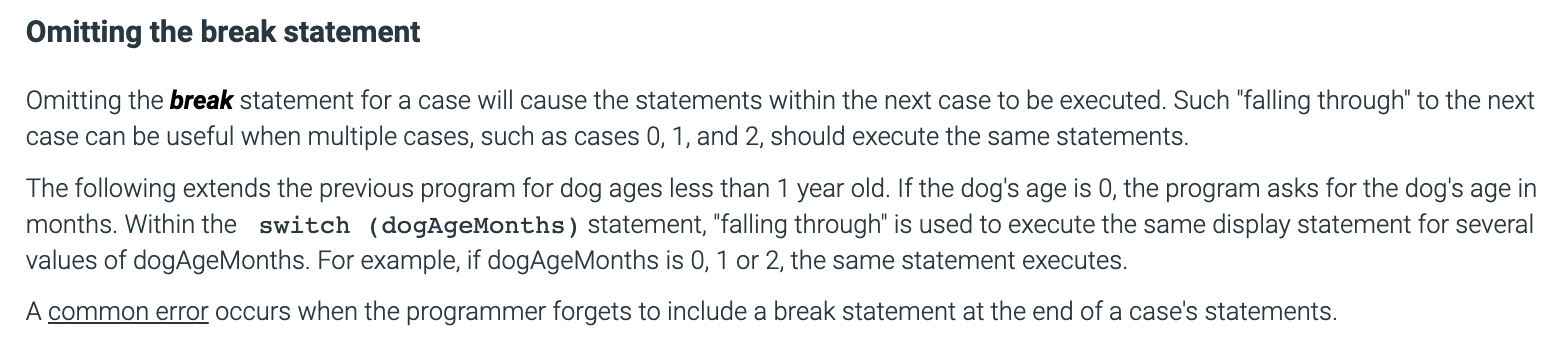 Omitting the break statement
Omitting the break statement for a case will cause the statements within the next case to be executed. Such "falling through" to the next
case can be useful when multiple cases, such as cases 0, 1, and 2, should execute the same statements.
The following extends the previous program for dog ages less than 1 year old. If the dog's age is 0, the program asks for the dog's age in
months. Within the switch (dogAgeMonths) statement, "falling through" is used to execute the same display statement for several
values of dogAgeMonths. For example, if dogAgeMonths is 0, 1 or 2, the same statement executes.
A common error occurs when the programmer forgets to include a break statement at the end of a case's statements.